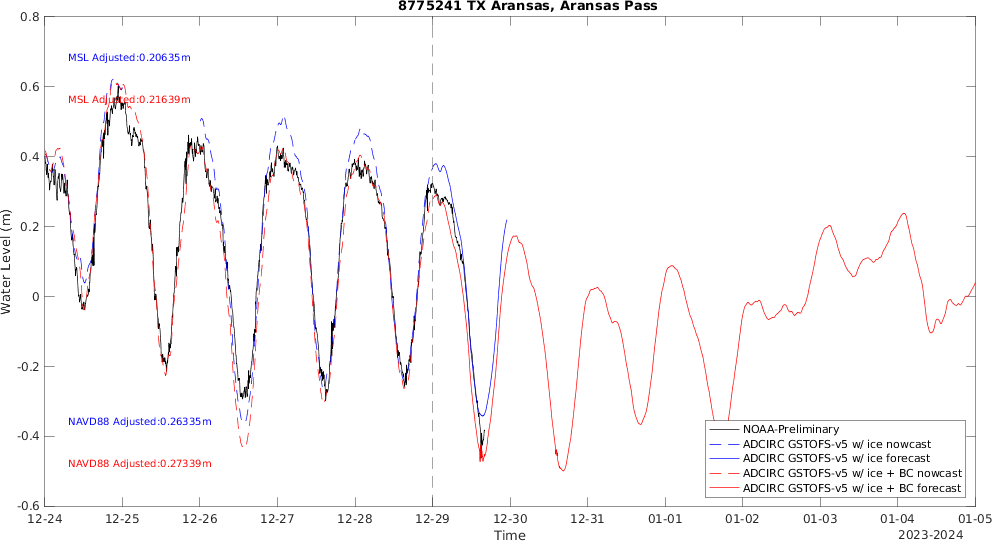 8775241 TX Aransas, Aransas Pass
0.8
0.6
0.4
0.2
0
-0.2
-0.4
-0.6
Water Level (m)
MSL Adjusted:0.20635m
MSL Adjusted:0.21639m
NAVD88 Adjusted:0.26335m
NAVD88 Adjusted:0.27339m
NOAA-Preliminary
ADCIRC GSTOFS-v5 w/ ice nowcast
ADCIRC GSTOFS-v5 w/ ice forecast
ADCIRC GSTOFS-v5 w/ ice + BC nowcast
ADCIRC GSTOFS-v5 w/ ice + BC forecast
12-24 12-25 12-26 12-27 12-28 12-29 12-30 12-31 01-01 01-02 01-03 01-04 01-05
Time
2023-2024